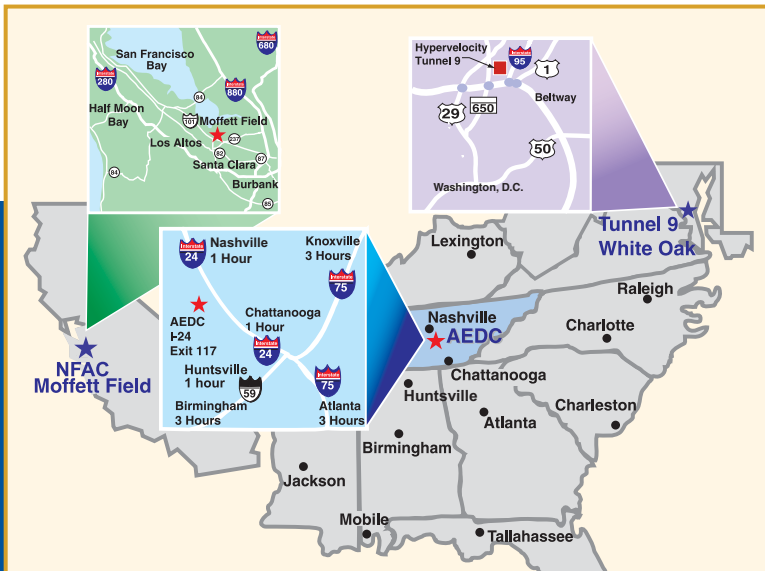 San Francisco
Bay
Interstate
680
Interstate
280
84
Interstate
880
Half Moon
Bay
101
Moffett Field
Los Altos
237
82
Santa Clara
87
84
Burbank
85
Hypervelocity
Tunnel 9
Interstate
95
1
Beltway
29
650
50
Washington, D.C.
Tunnel 9
White Oak
Interstate
24
Nashville
1 Hour
Knoxville
3 Hours
Interstate
75
AEDC
I-24
Exit 117
Chattanooga
1 Hour
Interstate
24
Huntsville
1 hour
59
Interstate
75
Birmingham
3 Hours
Atlanta
3 Hours
NFAC
Moffett Field
Lexington
Raleigh
Nashville
AEDC
Charlotte
Chattanooga
Huntsville
Charleston
Atlanta
Birmingham
Jackson
Mobile
Tallahassee